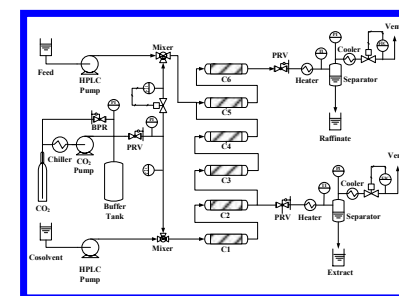 Feed
HPLC
Pump
Mixer
BPR
Chiller
CO₂
Pump
PRV
CO₂
Buffer
Tank
Cosolvent
HPLC
Pump
Mixer
C6
C5
C4
C3
C2
C1
PRV
Heater
Cooler
Vent
Separator
Raffinate
PRV
Heater
Cooler
Vent
Separator
Extract